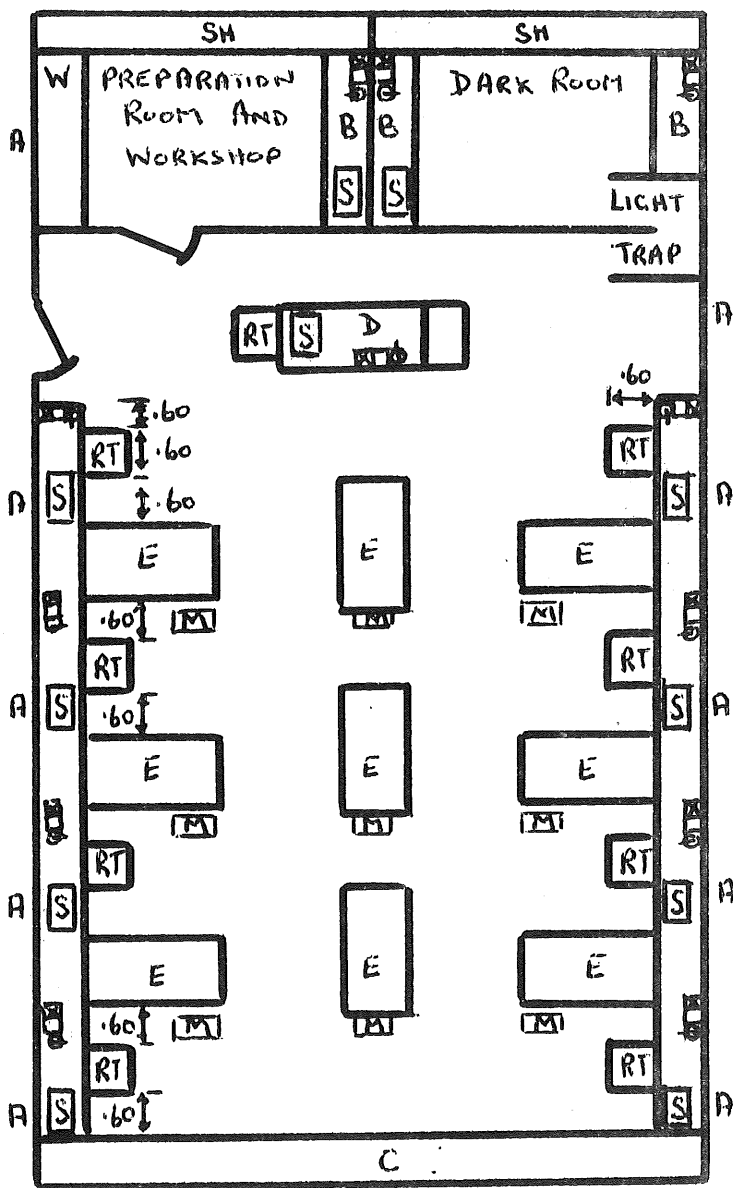 SH SH
W PREPARATION ROOM AND WORKSHOP B B DARK ROOM B
A
S S LIGHT TRAP
RT S D A
.60 .60
RT .60 RT
A S .60 S A
E E E
.60 M M M
RT RT
A S .60 S A
E E E
M M M
RT RT
A S S A
E E E
.60 M M M
RT RT
A S .60 S A
C